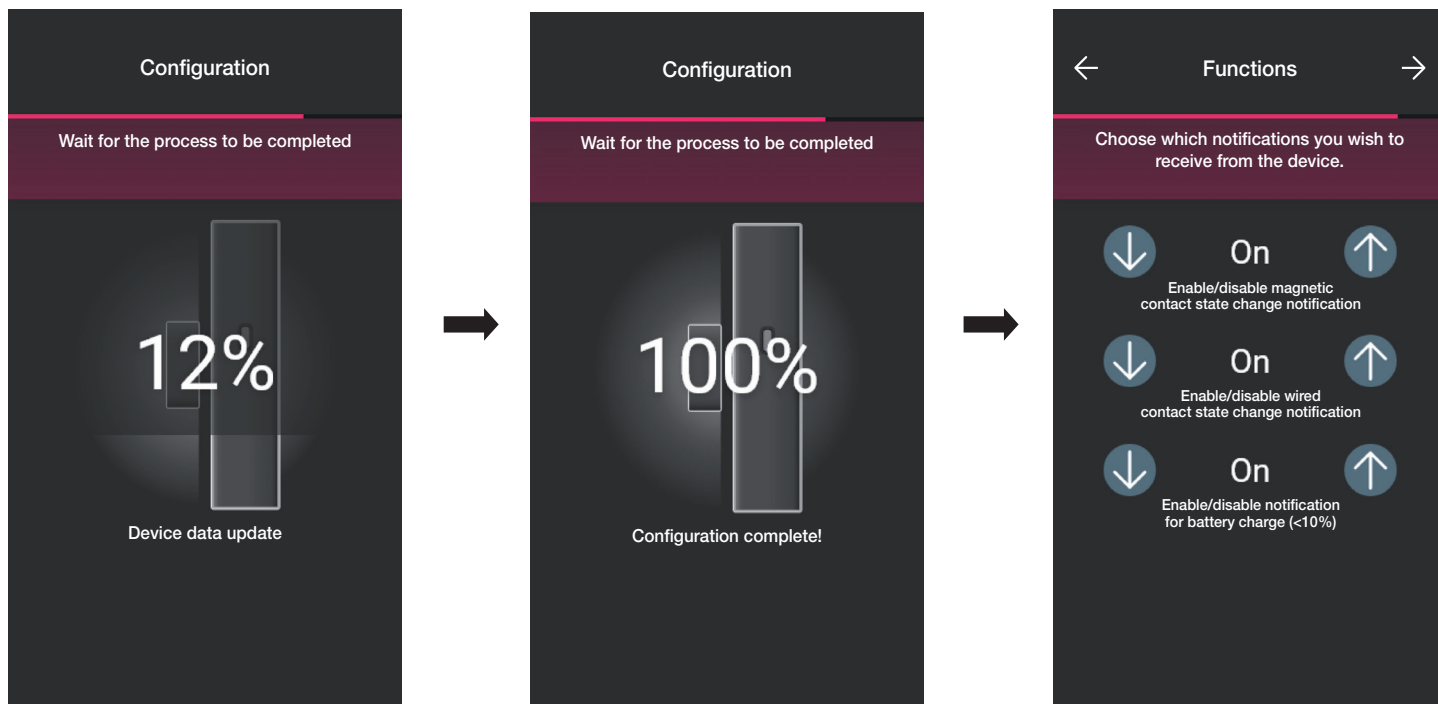 Configuration
Wait for the process to be completed
12%
Device data update
Configuration
Wait for the process to be completed
100%
Configuration complete!
Functions
Choose which notifications you wish to
receive from the device.
On
Enable/disable magnetic
contact state change notification
On
Enable/disable wired
contact state change notification
On
Enable/disable notification
for battery charge (<10%)